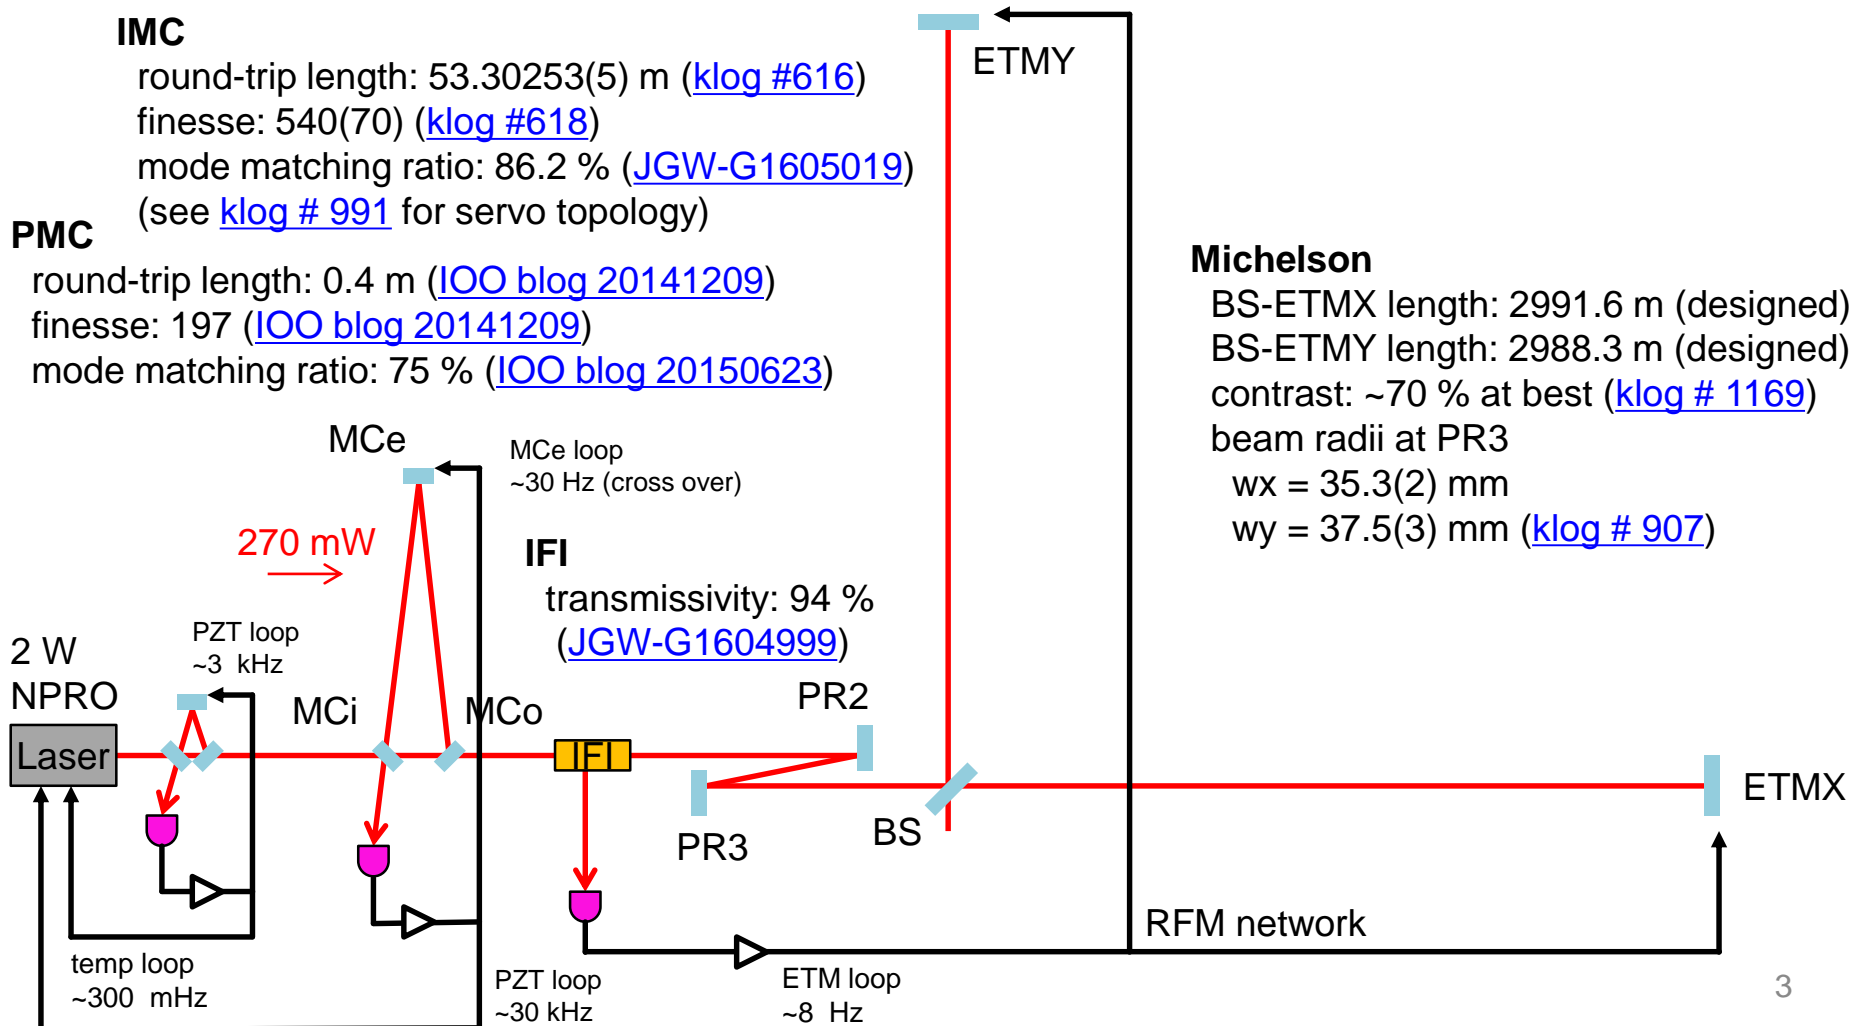 IMC
round-trip length: 53.30253(5) m (klog #616)
finesse: 540(70) (klog #618)
mode matching ratio: 86.2 % (JGW-G1605019)
(see klog # 991 for servo topology)
PMC
round-trip length: 0.4 m (IOO blog 20141209)
finesse: 197 (IOO blog 20141209)
mode matching ratio: 75 % (IOO blog 20150623)
ETMY
Michelson
BS-ETMX length: 2991.6 m (designed)
BS-ETMY length: 2988.3 m (designed)
contrast: ~70 % at best (klog # 1169)
beam radii at PR3
wx = 35.3(2) mm
wy = 37.5(3) mm (klog # 907)
MCe
MCe loop
~30 Hz (cross over)
270 mW
IFI
transmissivity: 94 %
(JGW-G1604999)
PZT loop
~3 kHz
2 W
NPRO
Laser
MCi
MCo
IFI
PR2
PR3
BS
ETMX
RFM network
temp loop
~300 mHz
PZT loop
~30 kHz
ETM loop
~8 Hz
3